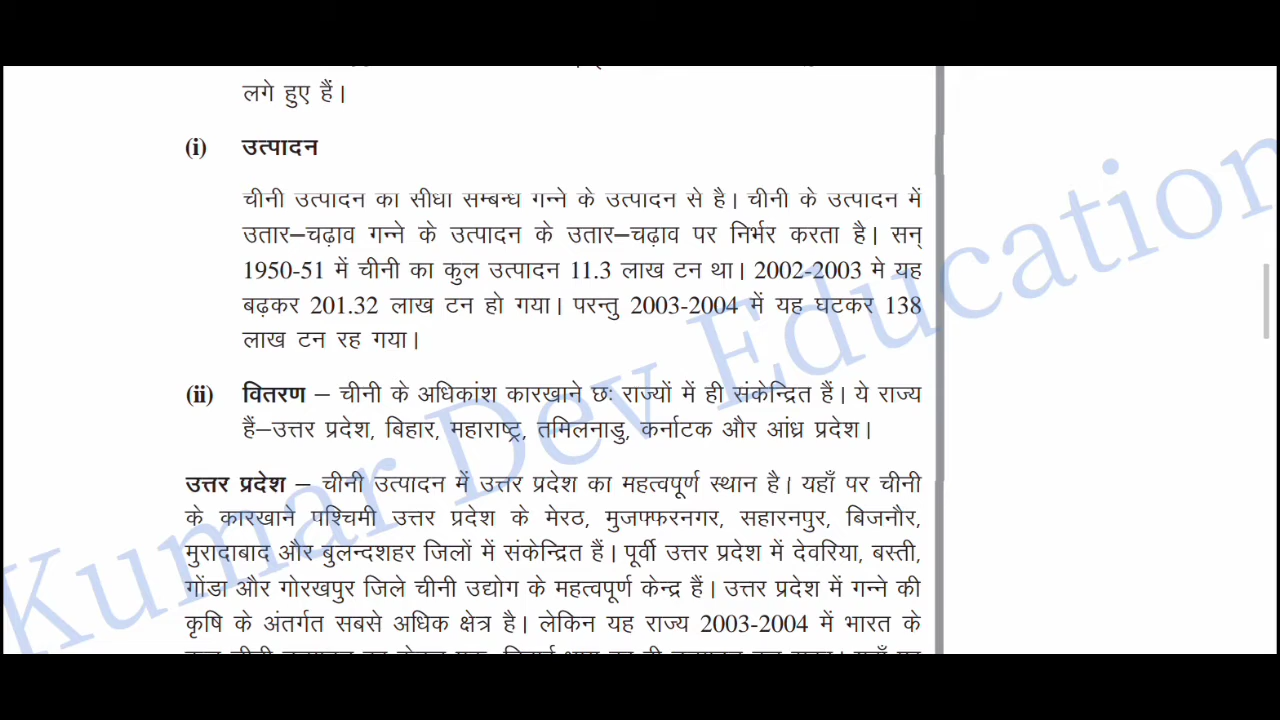 लगे हुए हैं।
(i) उत्पादन
चीनी उत्पादन का सीधा सम्बन्ध गन्ने के उत्पादन से है। चीनी के उत्पादन में
उतार–चढ़ाव गन्ने के उत्पादन के उतार–चढ़ाव पर निर्भर करता है। सन्
1950-51 में चीनी का कुल उत्पादन 11.3 लाख टन था। 2002-2003 मे यह
बढ़कर 201.32 लाख टन हो गया। परन्तु 2003-2004 में यह घटकर 138
लाख टन रह गया।
(ii) वितरण – चीनी के अधिकांश कारखाने छः राज्यों में ही संकेन्द्रित हैं। ये राज्य
हैं–उत्तर प्रदेश, बिहार, महाराष्ट्र, तमिलनाडु, कर्नाटक और आंध्र प्रदेश।
उत्तर प्रदेश – चीनी उत्पादन में उत्तर प्रदेश का महत्वपूर्ण स्थान है। यहाँ पर चीनी
के कारखाने पश्चिमी उत्तर प्रदेश के मेरठ, मुजफ्फरनगर, सहारनपुर, बिजनौर,
मुरादाबाद और बुलन्दशहर जिलों में संकेन्द्रित हैं। पूर्वी उत्तर प्रदेश में देवरिया, बस्ती,
गोंडा और गोरखपुर जिले चीनी उद्योग के महत्वपूर्ण केन्द्र हैं। उत्तर प्रदेश में गन्ने की
कृषि के अंतर्गत सबसे अधिक क्षेत्र है। लेकिन यह राज्य 2003-2004 में भारत के
Kumar Dev Education